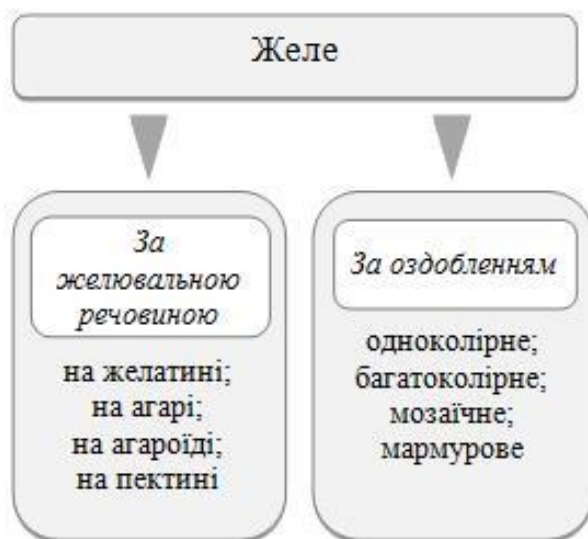 Желе
За
желювальною
речовиною
на желатині;
на агарі;
на агароїді;
на пектині
За оздобленням
одноколірне;
багатоколірне;
мозаїчне;
мармурове